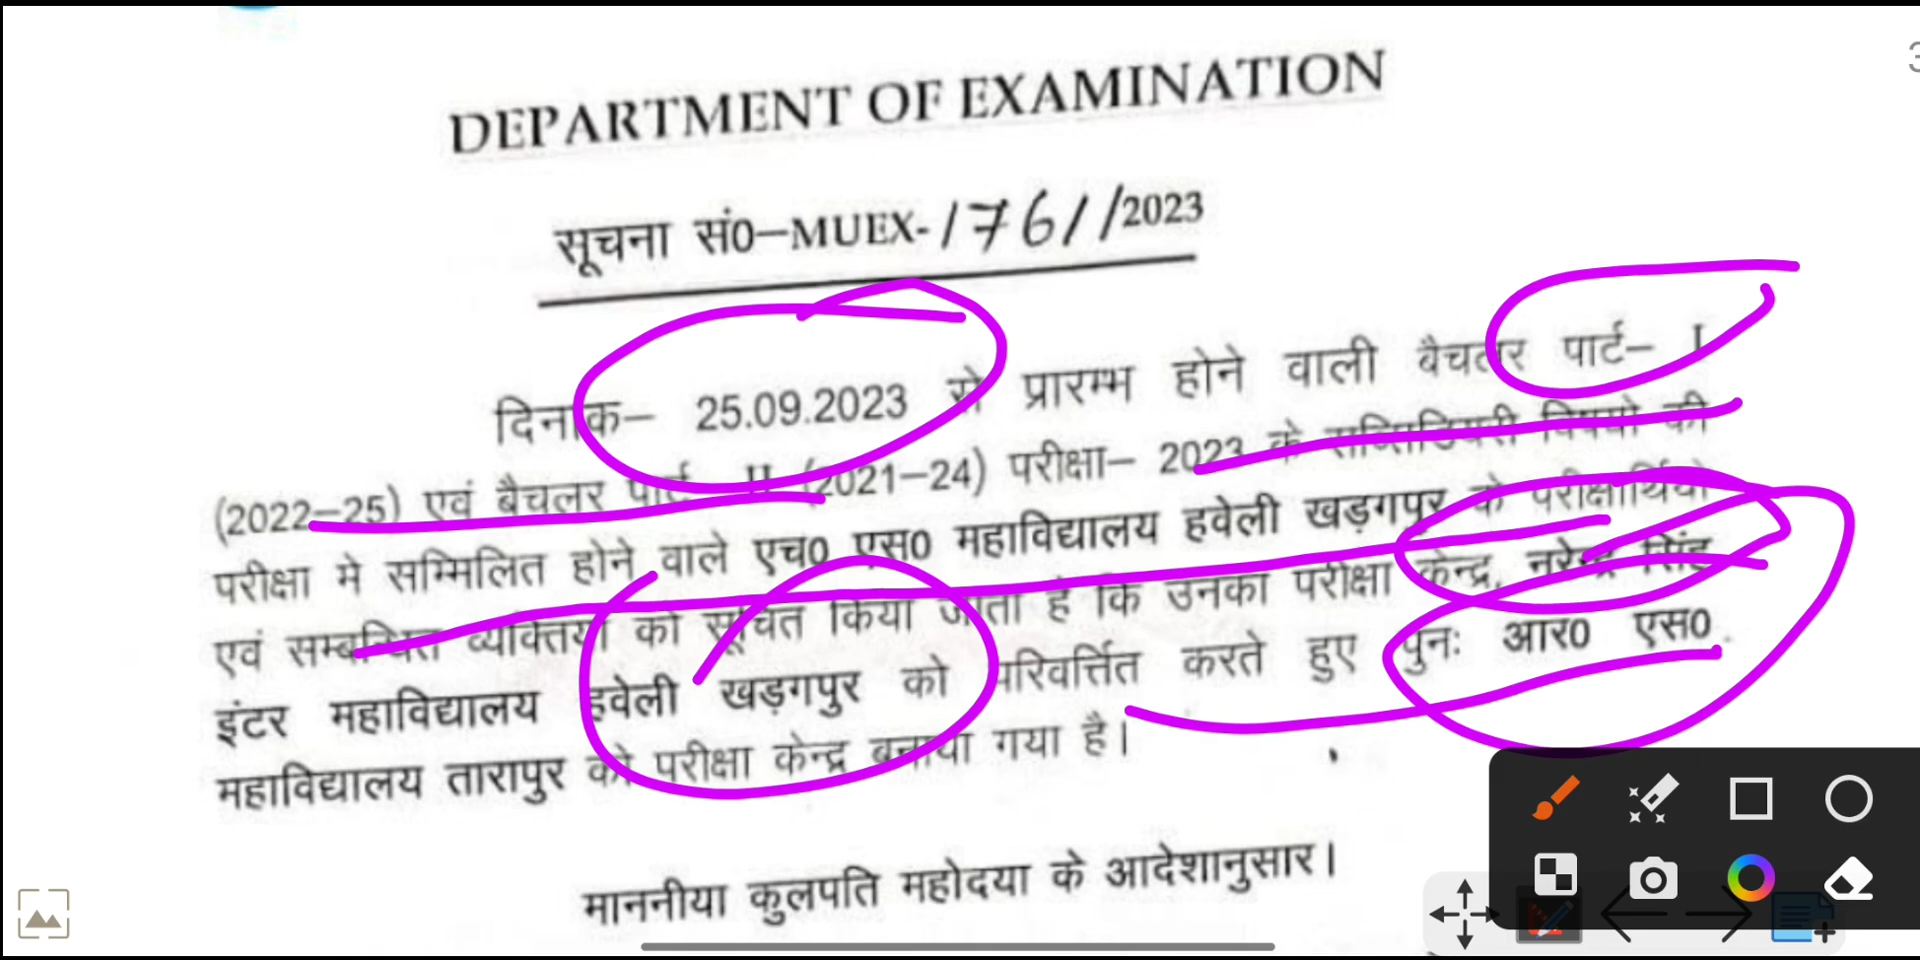 DEPARTMENT OF EXAMINATION
सूचना सं0–MUEX-/761//2023
दिनाक– 25.09.2023 से प्रारम्भ होने वाली बैचलर पार्ट– I
(2022–25) एवं बैचलर पार्ट– II (2021–24) परीक्षा– 2023 के सब्सिडियरी विषयो की
परीक्षा मे सम्मिलित होने वाले एच0 एस0 महाविद्यालय हवेली खड़गपुर के परीक्षार्थियो
एवं सम्बन्धित व्यक्तियों को सूचित किया जाता है कि उनका परीक्षा केन्द्र, नरेन्द्र सिंह
इंटर महाविद्यालय हवेली खड़गपुर को परिवर्त्तित करते हुए पुनः आर0 एस0
महाविद्यालय तारापुर को परीक्षा केन्द्र बनाया गया है।
माननीया कुलपति महोदया के आदेशानुसार।